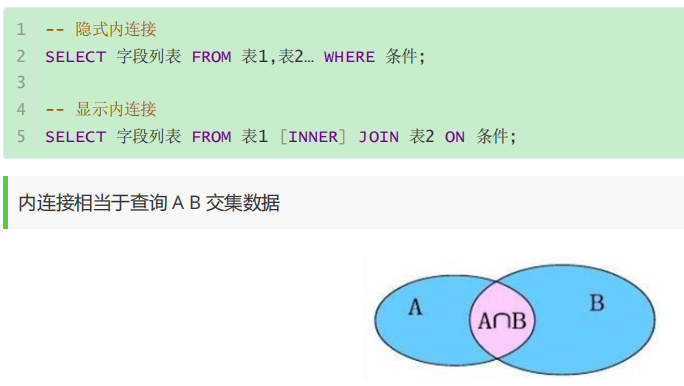 1 -- 隐式内连接
2 SELECT 字段列表 FROM 表1,表2… WHERE 条件;
3
4 -- 显示内连接
5 SELECT 字段列表 FROM 表1 [INNER] JOIN 表2 ON 条件;
内连接相当于查询 A B 交集数据
A A∩B B